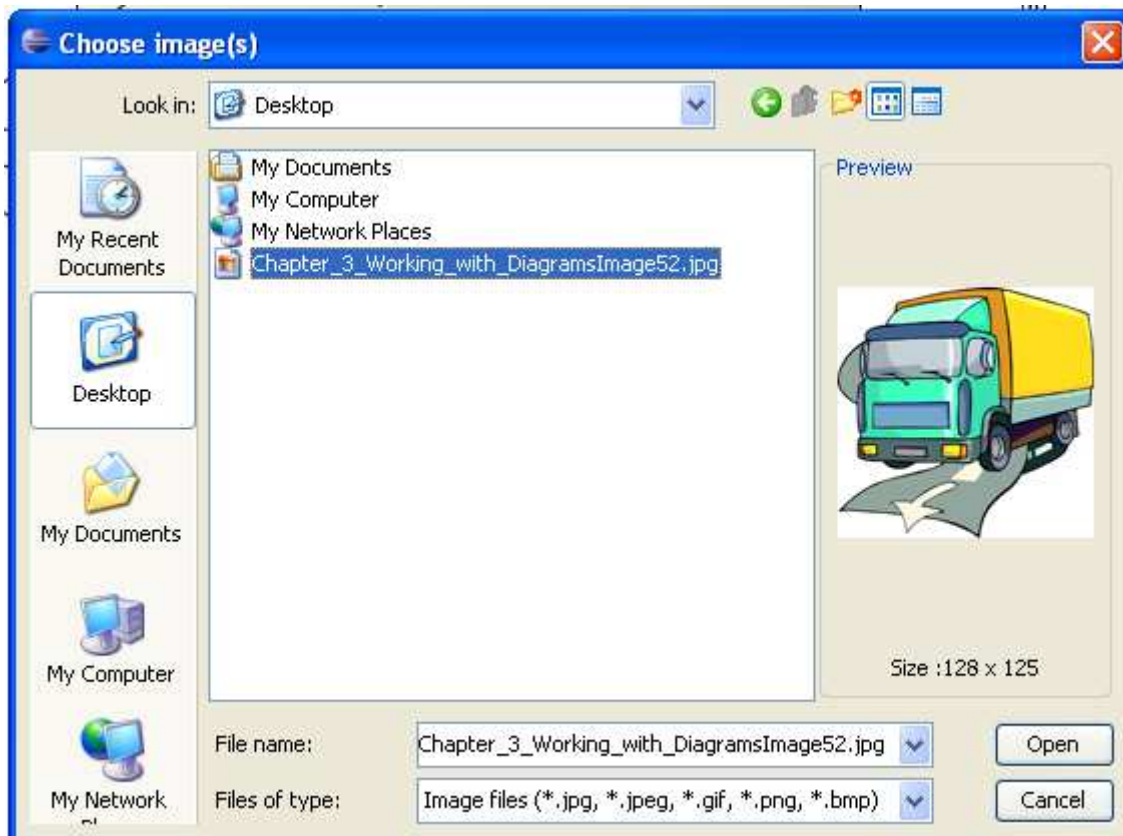 Choose image(s)
Look in:
Desktop
My Recent
Documents
Desktop
My Documents
My Computer
My Network
My Documents
My Computer
My Network Places
Chapter_3_Working_with_DiagramsImage52.jpg
Preview
Size :128 x 125
File name:
Chapter_3_Working_with_DiagramsImage52.jpg
Open
Files of type:
Image files (*.jpg, *.jpeg, *.gif, *.png, *.bmp)
Cancel